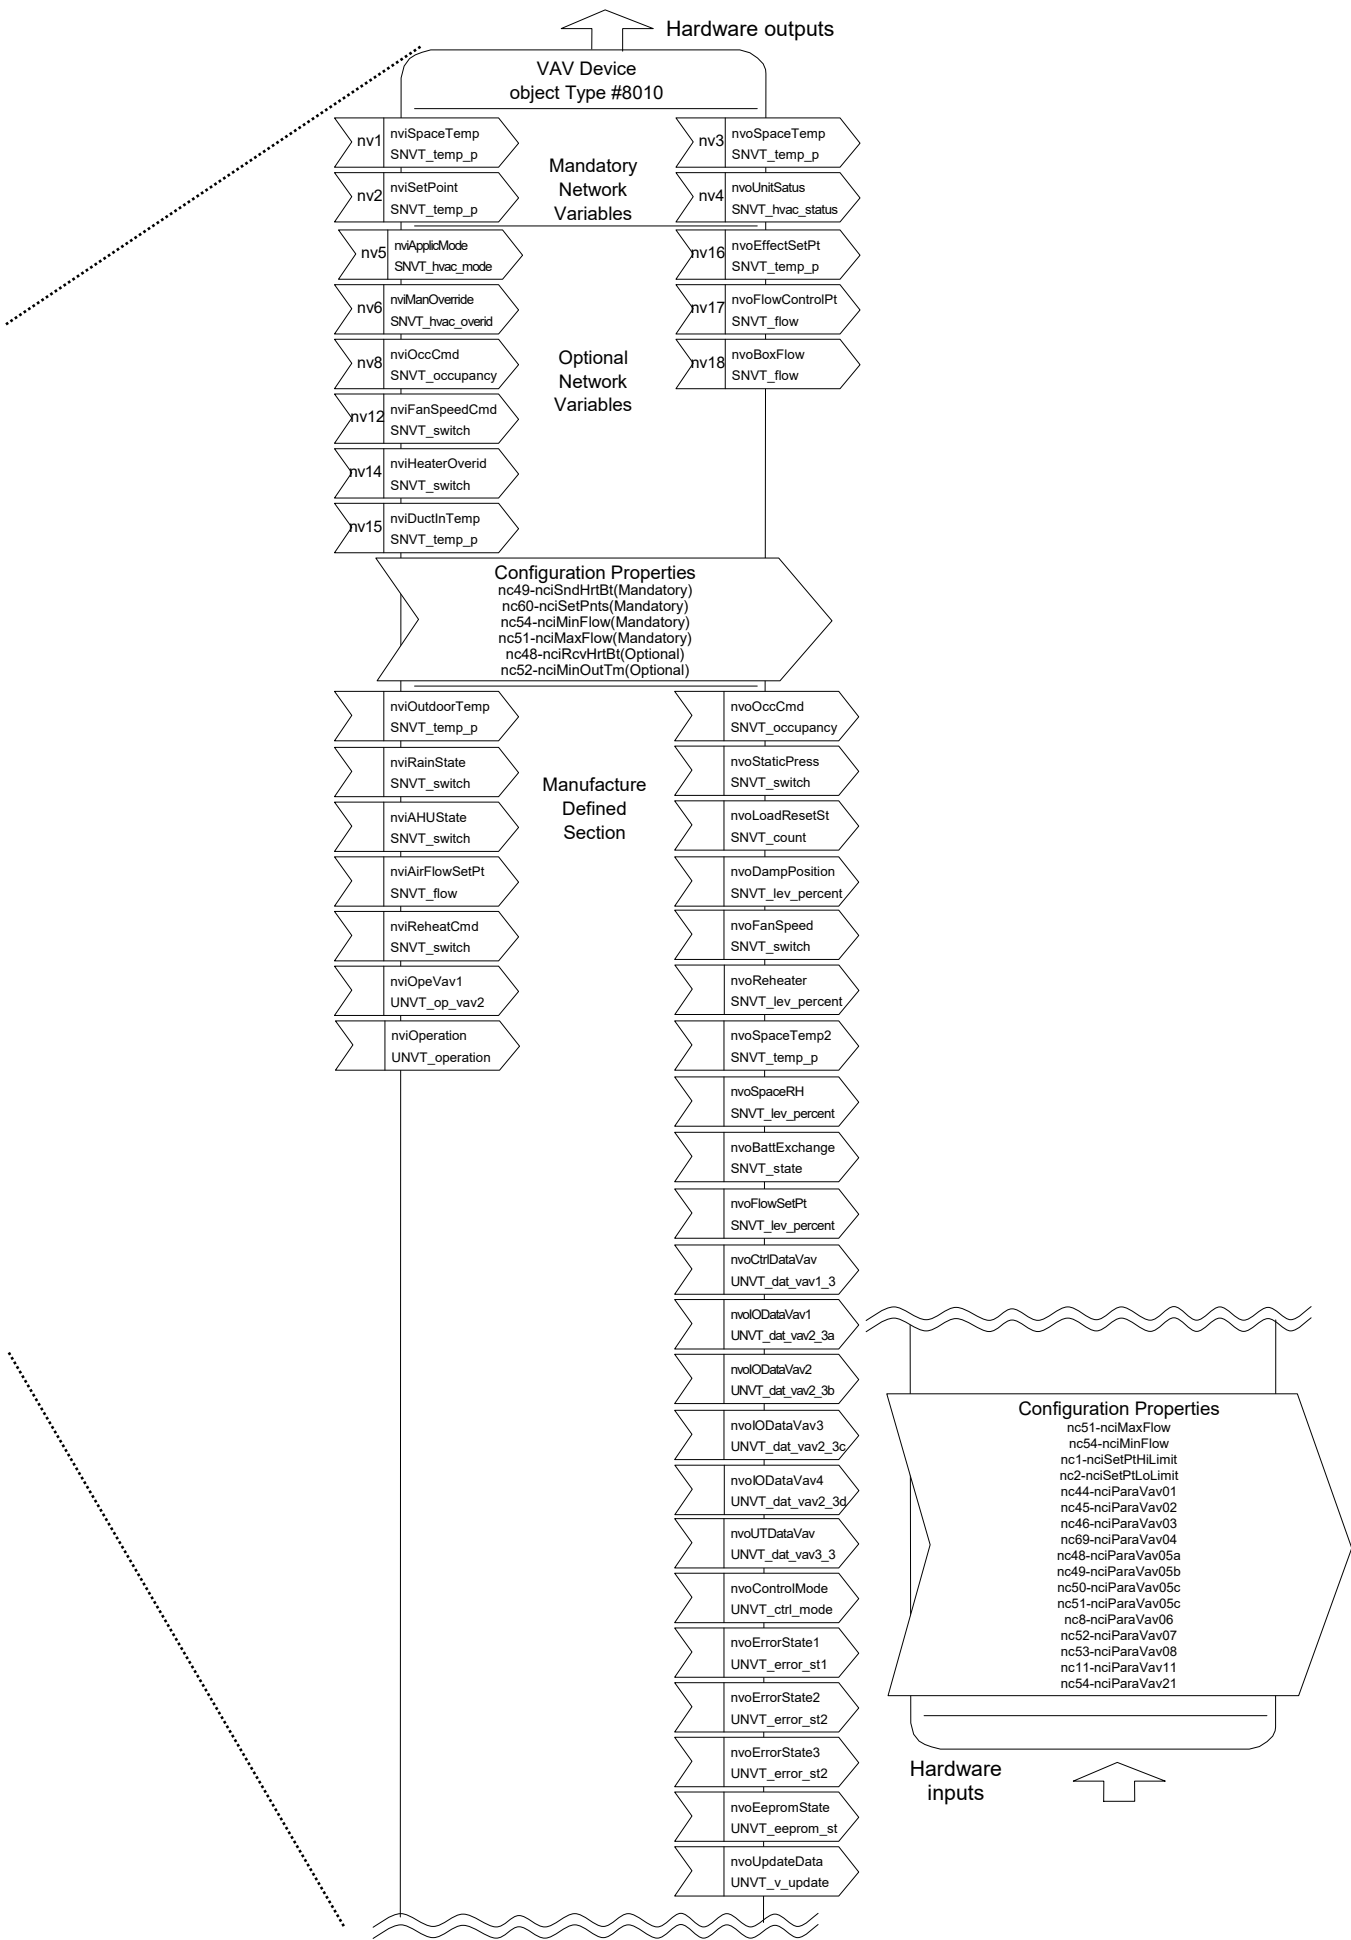 Hardware outputs
VAV Device
object Type #8010
nv1
nviSpaceTemp
SNVT_temp_p
nv2
nviSetPoint
SNVT_temp_p
Mandatory
Network
Variables
nv3
nvoSpaceTemp
SNVT_temp_p
nv4
nvoUnitSatus
SNVT_hvac_status
nv5
nviApplicMode
SNVT_hvac_mode
nv6
nviManOverride
SNVT_hvac_overid
nv8
nviOccCmd
SNVT_occupancy
nv12
nviFanSpeedCmd
SNVT_switch
nv14
nviHeaterOverid
SNVT_switch
nv15
nviDuctInTemp
SNVT_temp_p
Optional
Network
Variables
nv16
nvoEffectSetPt
SNVT_temp_p
nv17
nvoFlowControlPt
SNVT_flow
nv18
nvoBoxFlow
SNVT_flow
Configuration Properties
nc49-nciSndHrtBt(Mandatory)
nc60-nciSetPnts(Mandatory)
nc54-nciMinFlow(Mandatory)
nc51-nciMaxFlow(Mandatory)
nc48-nciRcvHrtBt(Optional)
nc52-nciMinOutTm(Optional)
nviOutdoorTemp
SNVT_temp_p
nviRainState
SNVT_switch
nviAHUState
SNVT_switch
nviAirFlowSetPt
SNVT_flow
nviReheatCmd
SNVT_switch
nviOpeVav1
UNVT_op_vav2
nviOperation
UNVT_operation
Manufacture
Defined
Section
nvoOccCmd
SNVT_occupancy
nvoStaticPress
SNVT_switch
nvoLoadResetSt
SNVT_count
nvoDampPosition
SNVT_lev_percent
nvoFanSpeed
SNVT_switch
nvoReheater
SNVT_lev_percent
nvoSpaceTemp2
SNVT_temp_p
nvoSpaceRH
SNVT_lev_percent
nvoBattExchange
SNVT_state
nvoFlowSetPt
SNVT_lev_percent
nvoCtrlDataVav
UNVT_dat_vav1_3
nvoIODataVav1
UNVT_dat_vav2_3a
nvoIODataVav2
UNVT_dat_vav2_3b
nvoIODataVav3
UNVT_dat_vav2_3c
nvoIODataVav4
UNVT_dat_vav2_3d
nvoUTDataVav
UNVT_dat_vav3_3
nvoControlMode
UNVT_ctrl_mode
nvoErrorState1
UNVT_error_st1
nvoErrorState2
UNVT_error_st2
nvoErrorState3
UNVT_error_st2
nvoEepromState
UNVT_eeprom_st
nvoUpdateData
UNVT_v_update
Configuration Properties
nc51-nciMaxFlow
nc54-nciMinFlow
nc1-nciSetPtHiLimit
nc2-nciSetPtLoLimit
nc44-nciParaVav01
nc45-nciParaVav02
nc46-nciParaVav03
nc69-nciParaVav04
nc48-nciParaVav05a
nc49-nciParaVav05b
nc50-nciParaVav05c
nc51-nciParaVav05c
nc8-nciParaVav06
nc52-nciParaVav07
nc53-nciParaVav08
nc11-nciParaVav11
nc54-nciParaVav21
Hardware
inputs